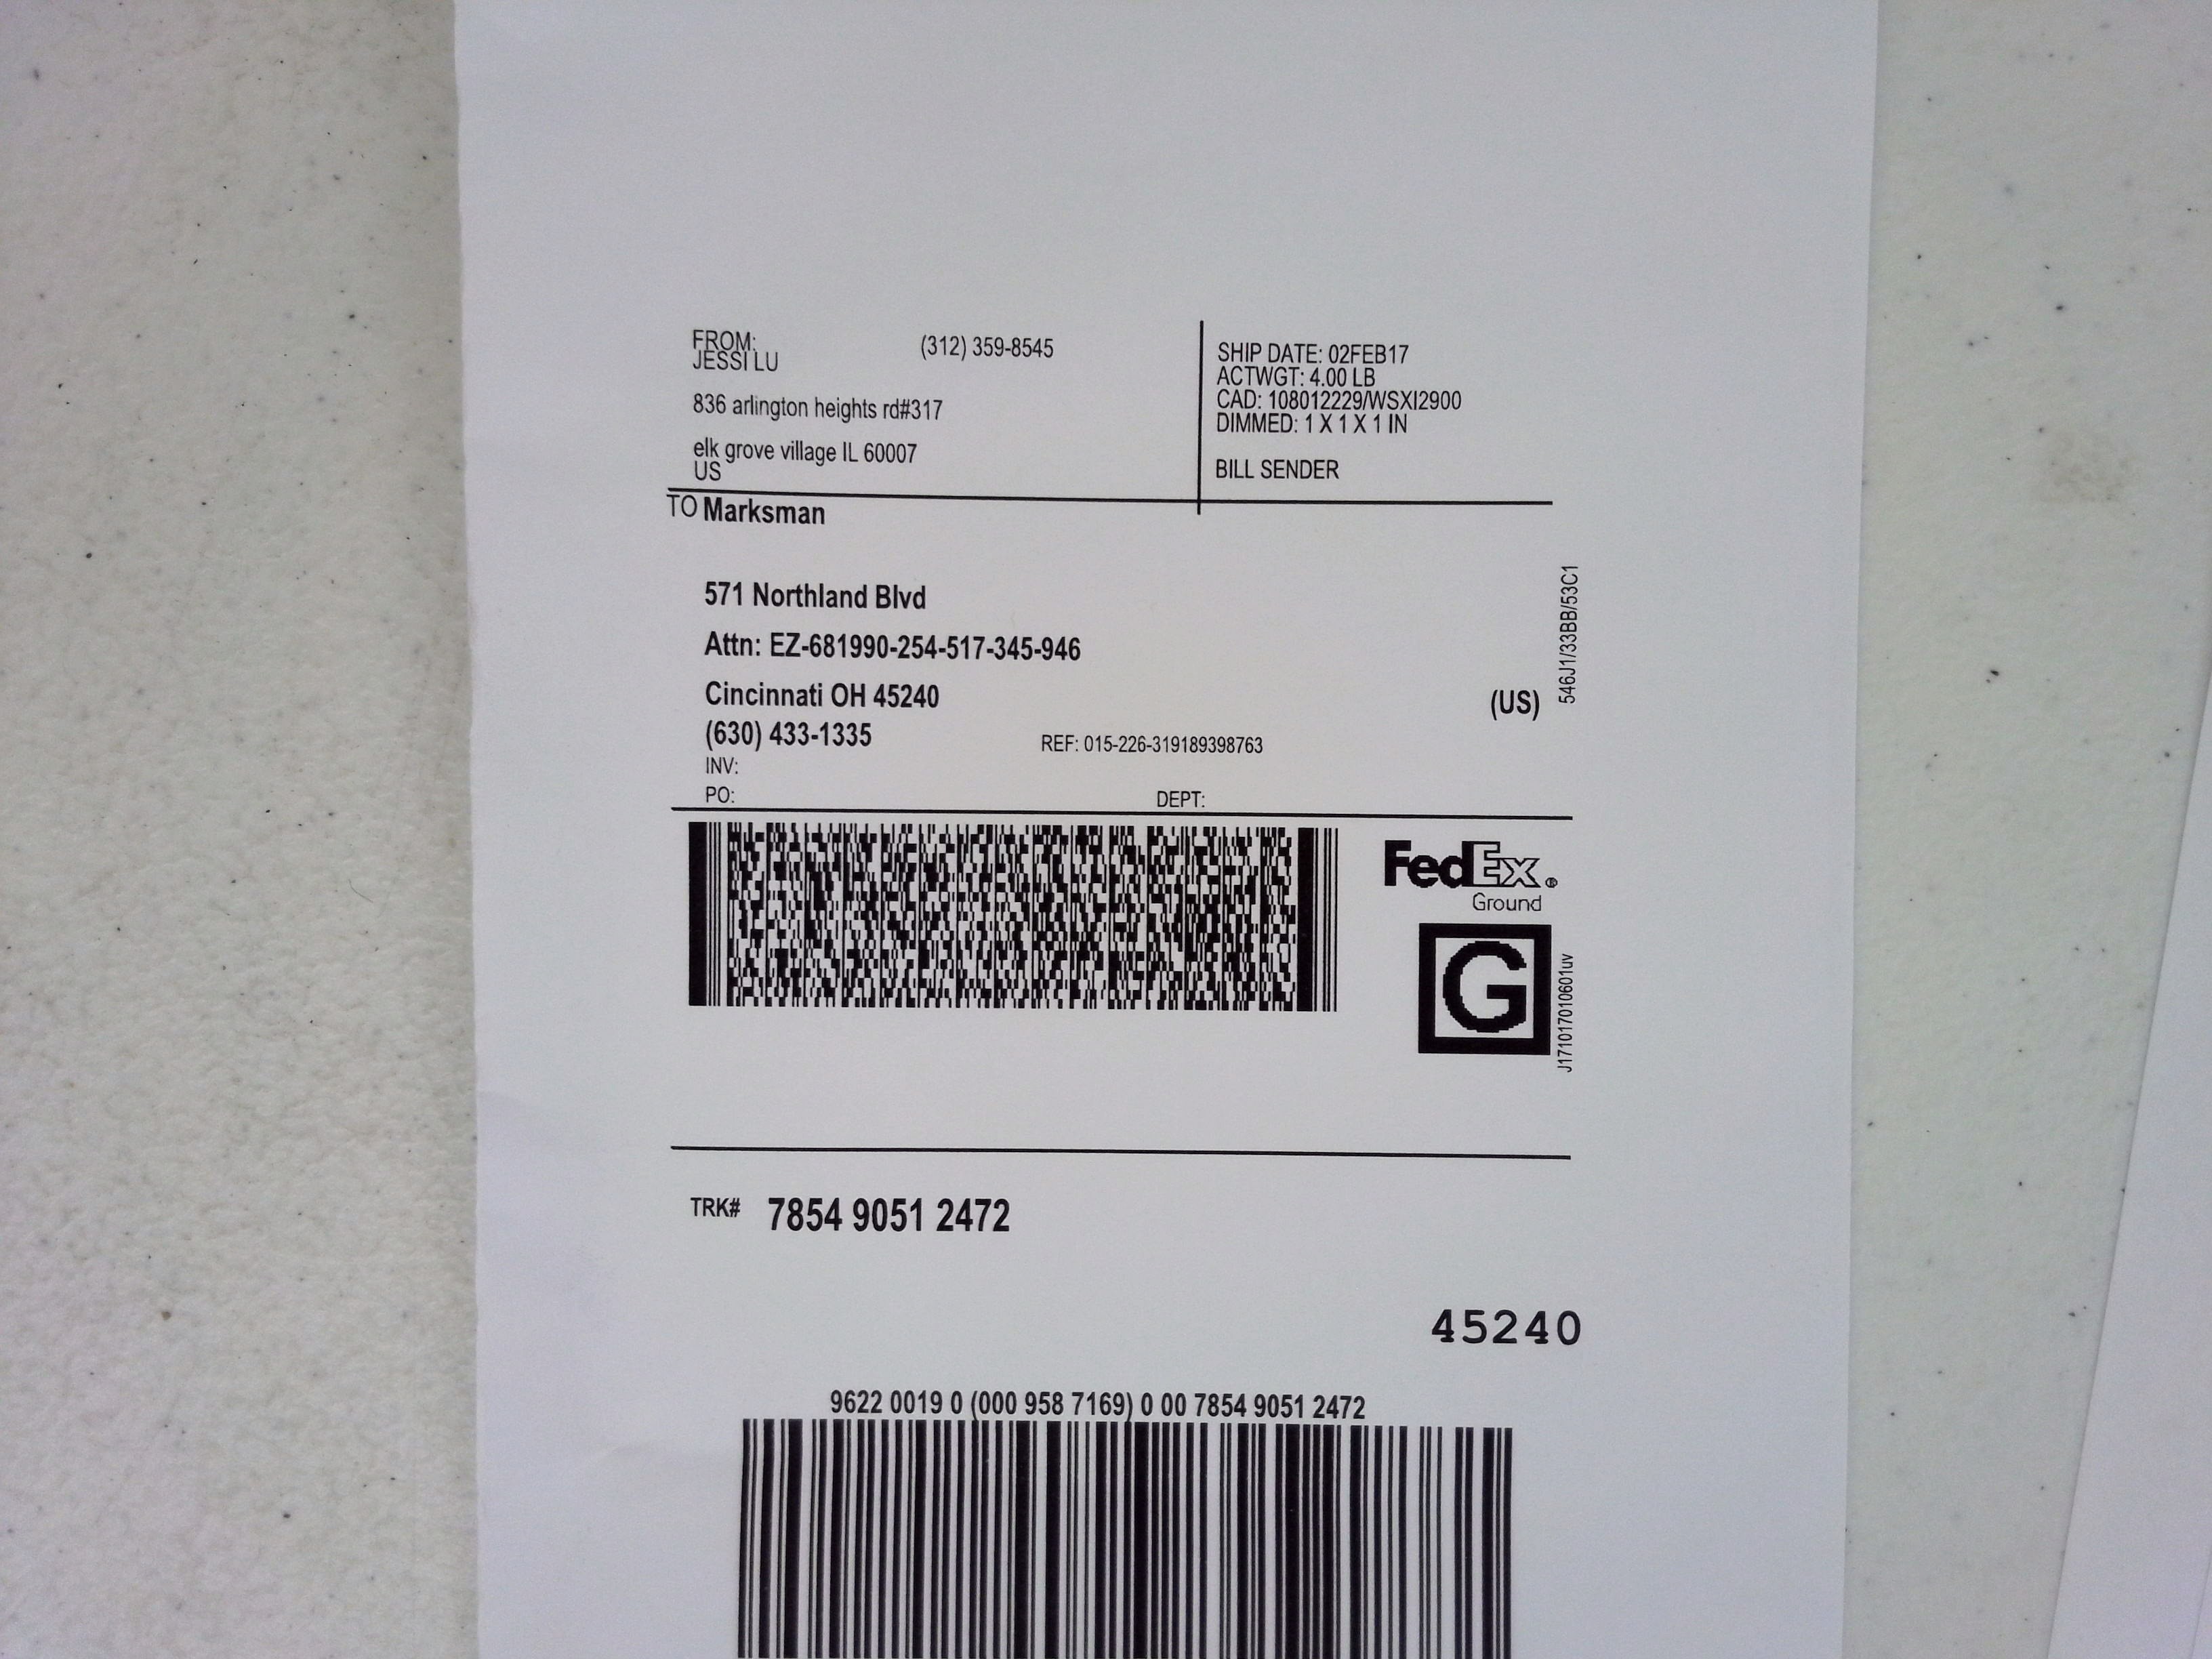 FROM:
JESSI LU
(312) 359-8545
836 arlington heights rd#317
elk grove village IL 60007
US
SHIP DATE: 02FEB17
ACTWGT: 4.00 LB
CAD: 108012229/WSXI2900
DIMMED: 1 X 1 X 1 IN
BILL SENDER
TO Marksman
571 Northland Blvd
Attn: EZ-681990-254-517-345-946
Cincinnati OH 45240
(US)
(630) 433-1335
REF: 015-226-319189398763
INV:
PO:
DEPT:
546J1/33BB/53C1
FedEx®
Ground
G
J171017010601uv
TRK# 7854 9051 2472
45240
9622 0019 0 (000 958 7169) 0 00 7854 9051 2472